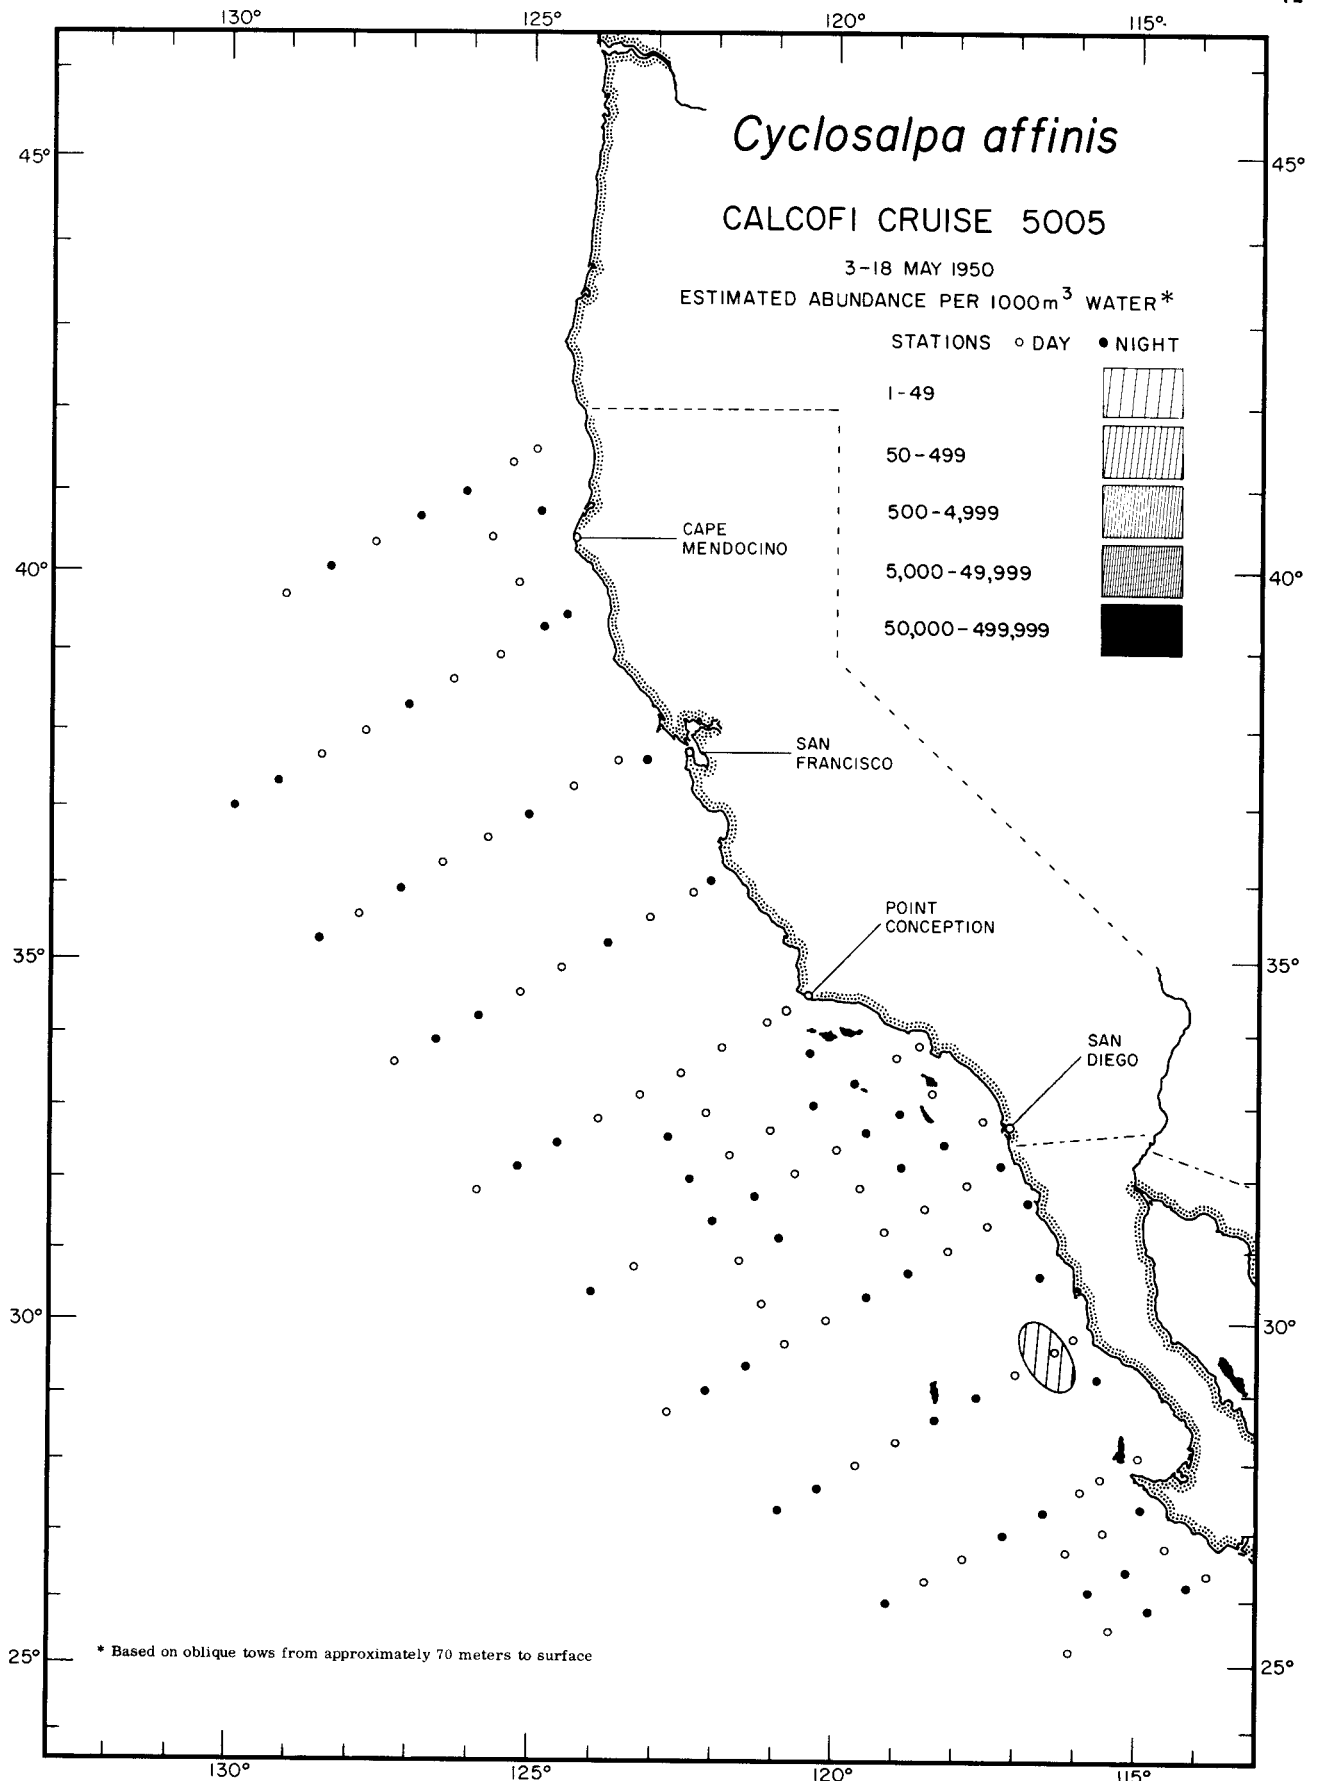 130° 125° 120° 115°
Cyclosalpa affinis
45° 45°
CALCOFI CRUISE 5005
3-18 MAY 1950
ESTIMATED ABUNDANCE PER 1000m³ WATER*
STATIONS ○ DAY ● NIGHT
1-49
50-499
500-4,999
CAPE
MENDOCINO
5,000-49,999
40° 40°
50,000-499,999
SAN
FRANCISCO
POINT
CONCEPTION
35° 35°
SAN
DIEGO
30° 30°
* Based on oblique tows from approximately 70 meters to surface
25° 25°
130° 125° 120° 115°